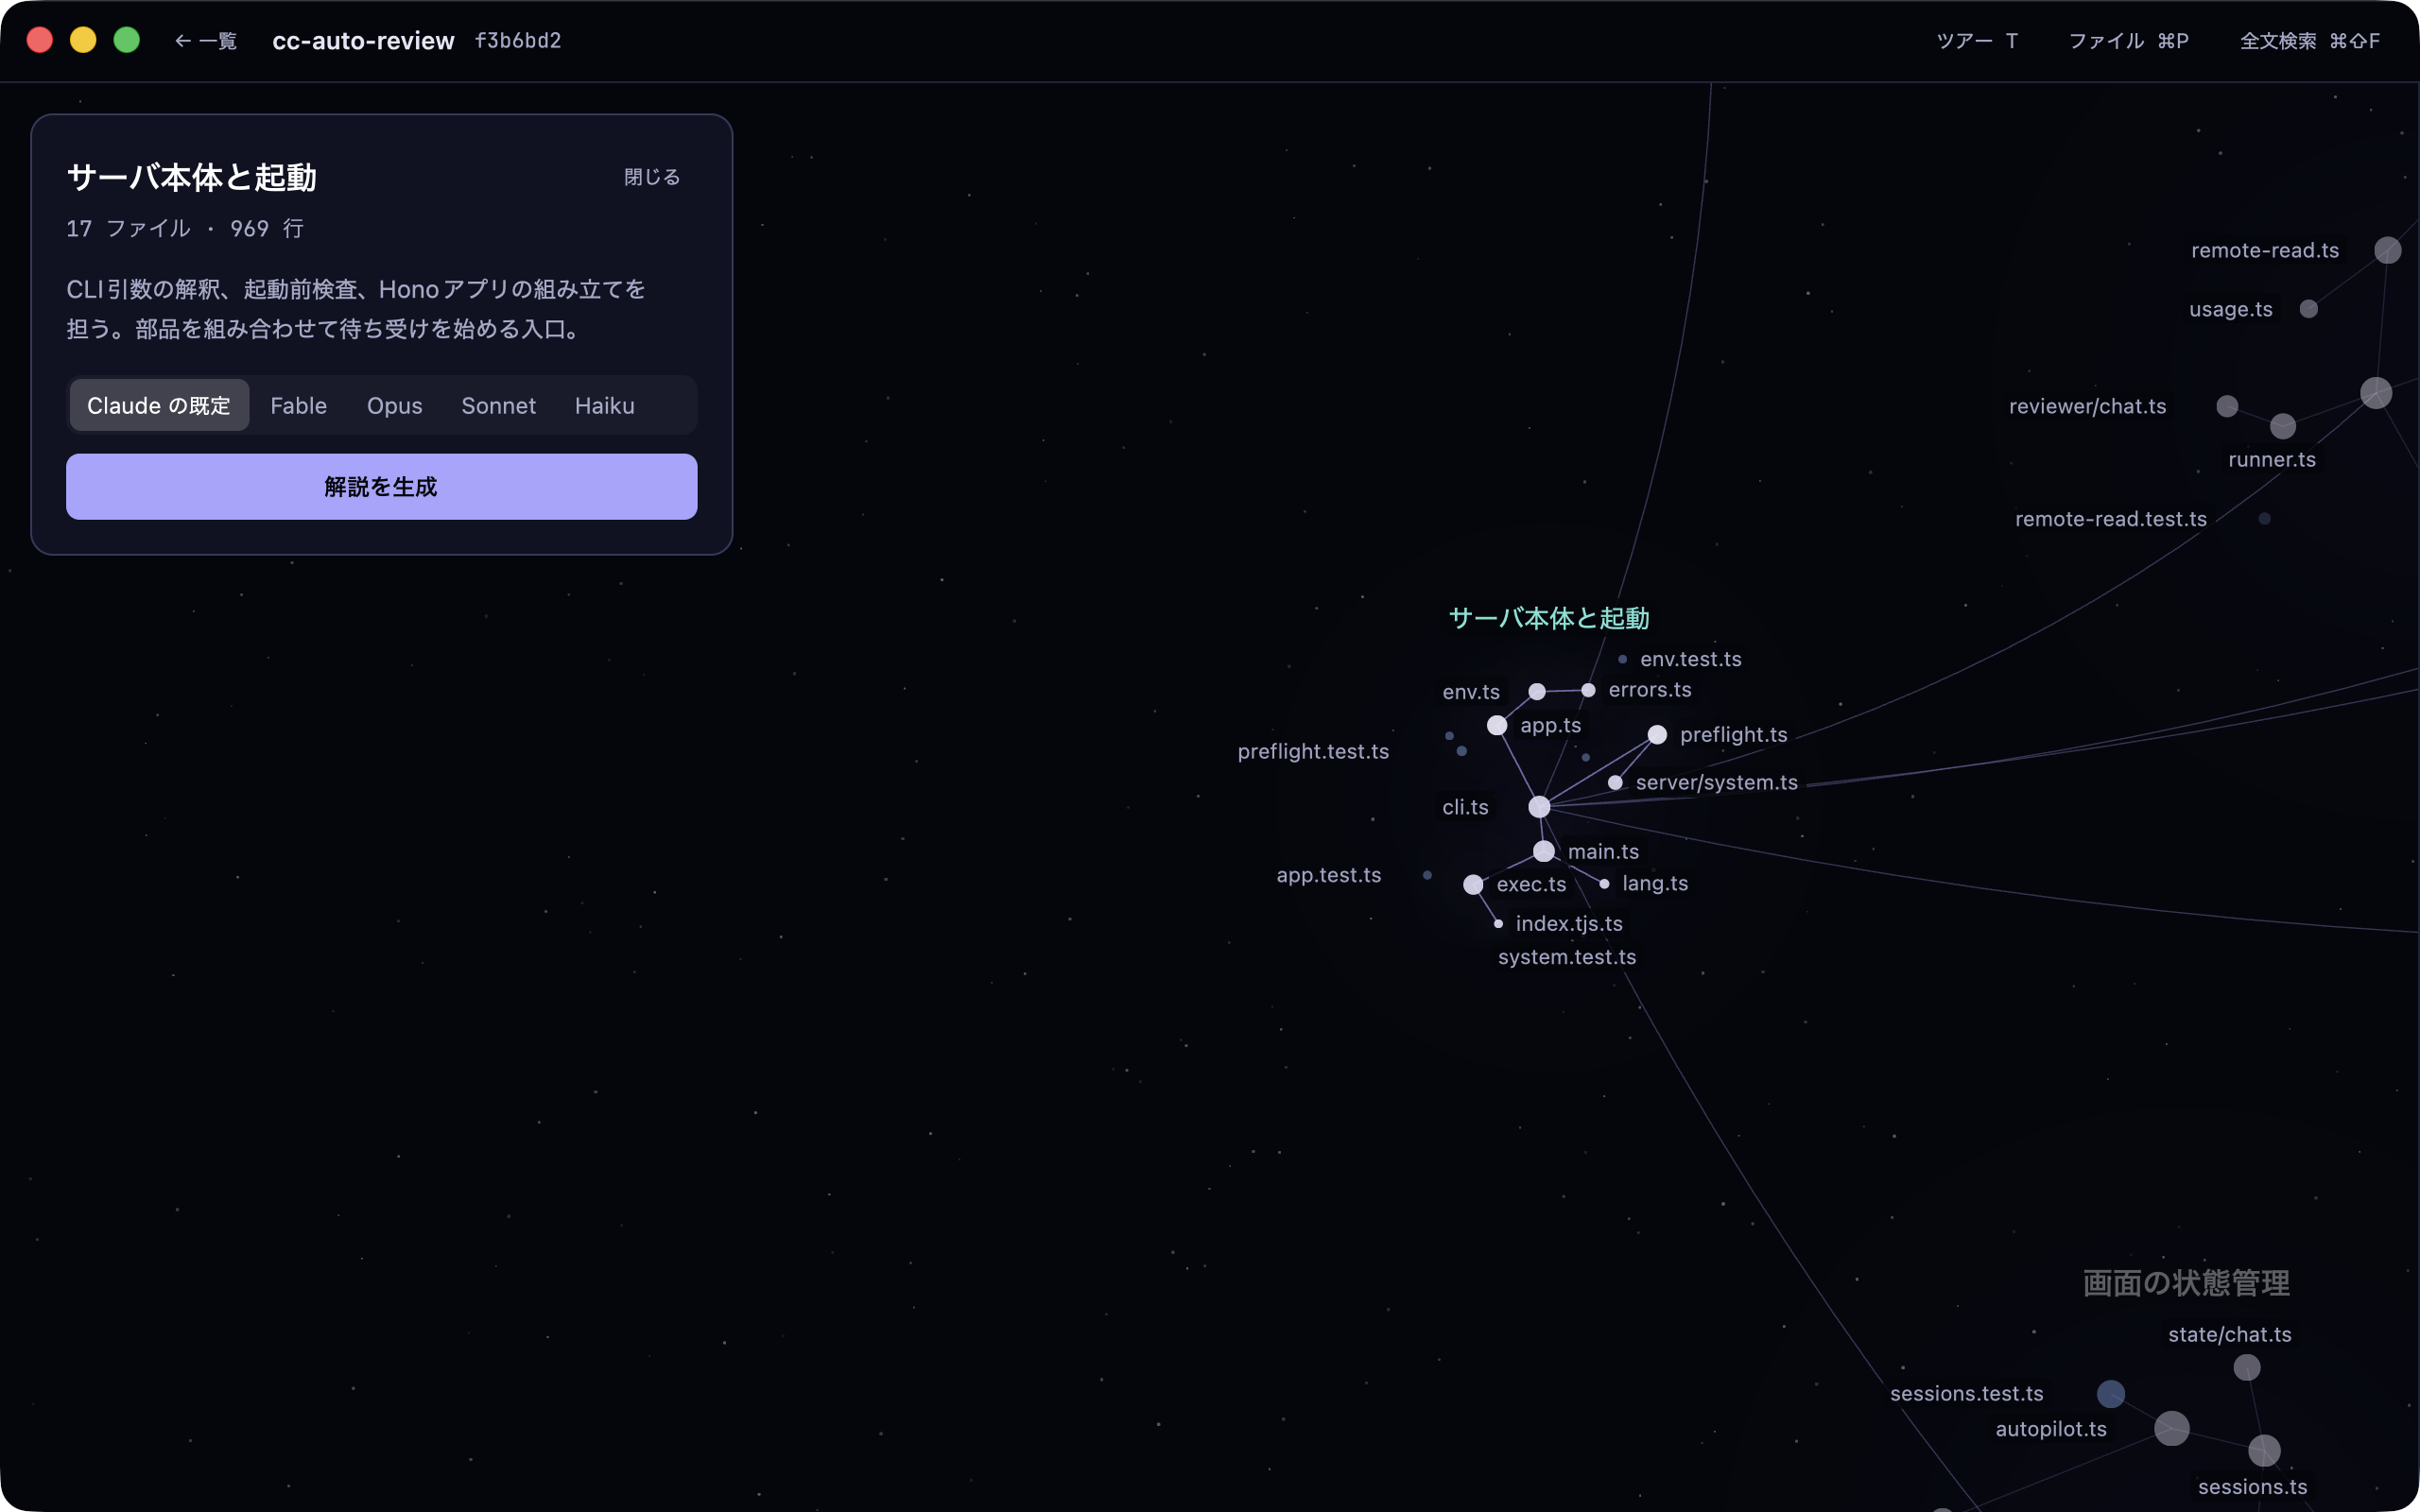 ← 一覧 cc-auto-review f3b6bd2
ツアー T ファイル ⌘P 全文検索 ⌘⇧F
サーバ本体と起動 閉じる
17 ファイル · 969 行
CLI引数の解釈、起動前検査、Honoアプリの組み立てを
担う。部品を組み合わせて待ち受けを始める入口。
Claude の既定 Fable Opus Sonnet Haiku
解説を生成
remote-read.ts
usage.ts
reviewer/chat.ts
runner.ts
remote-read.test.ts
サーバ本体と起動
env.test.ts
env.ts
errors.ts
app.ts
preflight.ts
preflight.test.ts
server/system.ts
cli.ts
main.ts
app.test.ts
exec.ts
lang.ts
index.tjs.ts
system.test.ts
画面の状態管理
state/chat.ts
sessions.test.ts
autopilot.ts
sessions.ts